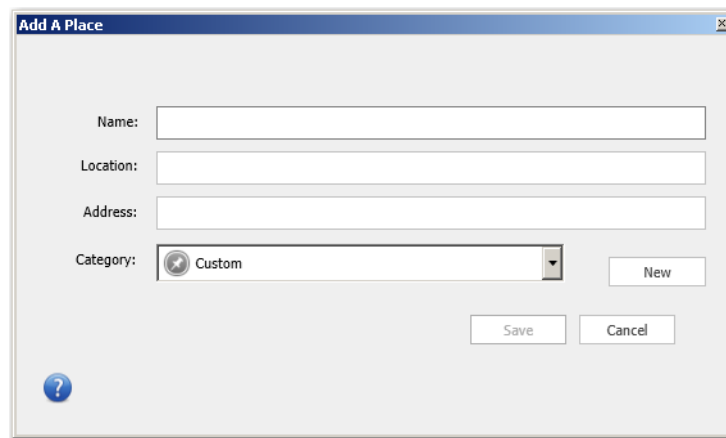 Add A Place
Name:
Location:
Address:
Category:
Custom
New
Save
Cancel
?